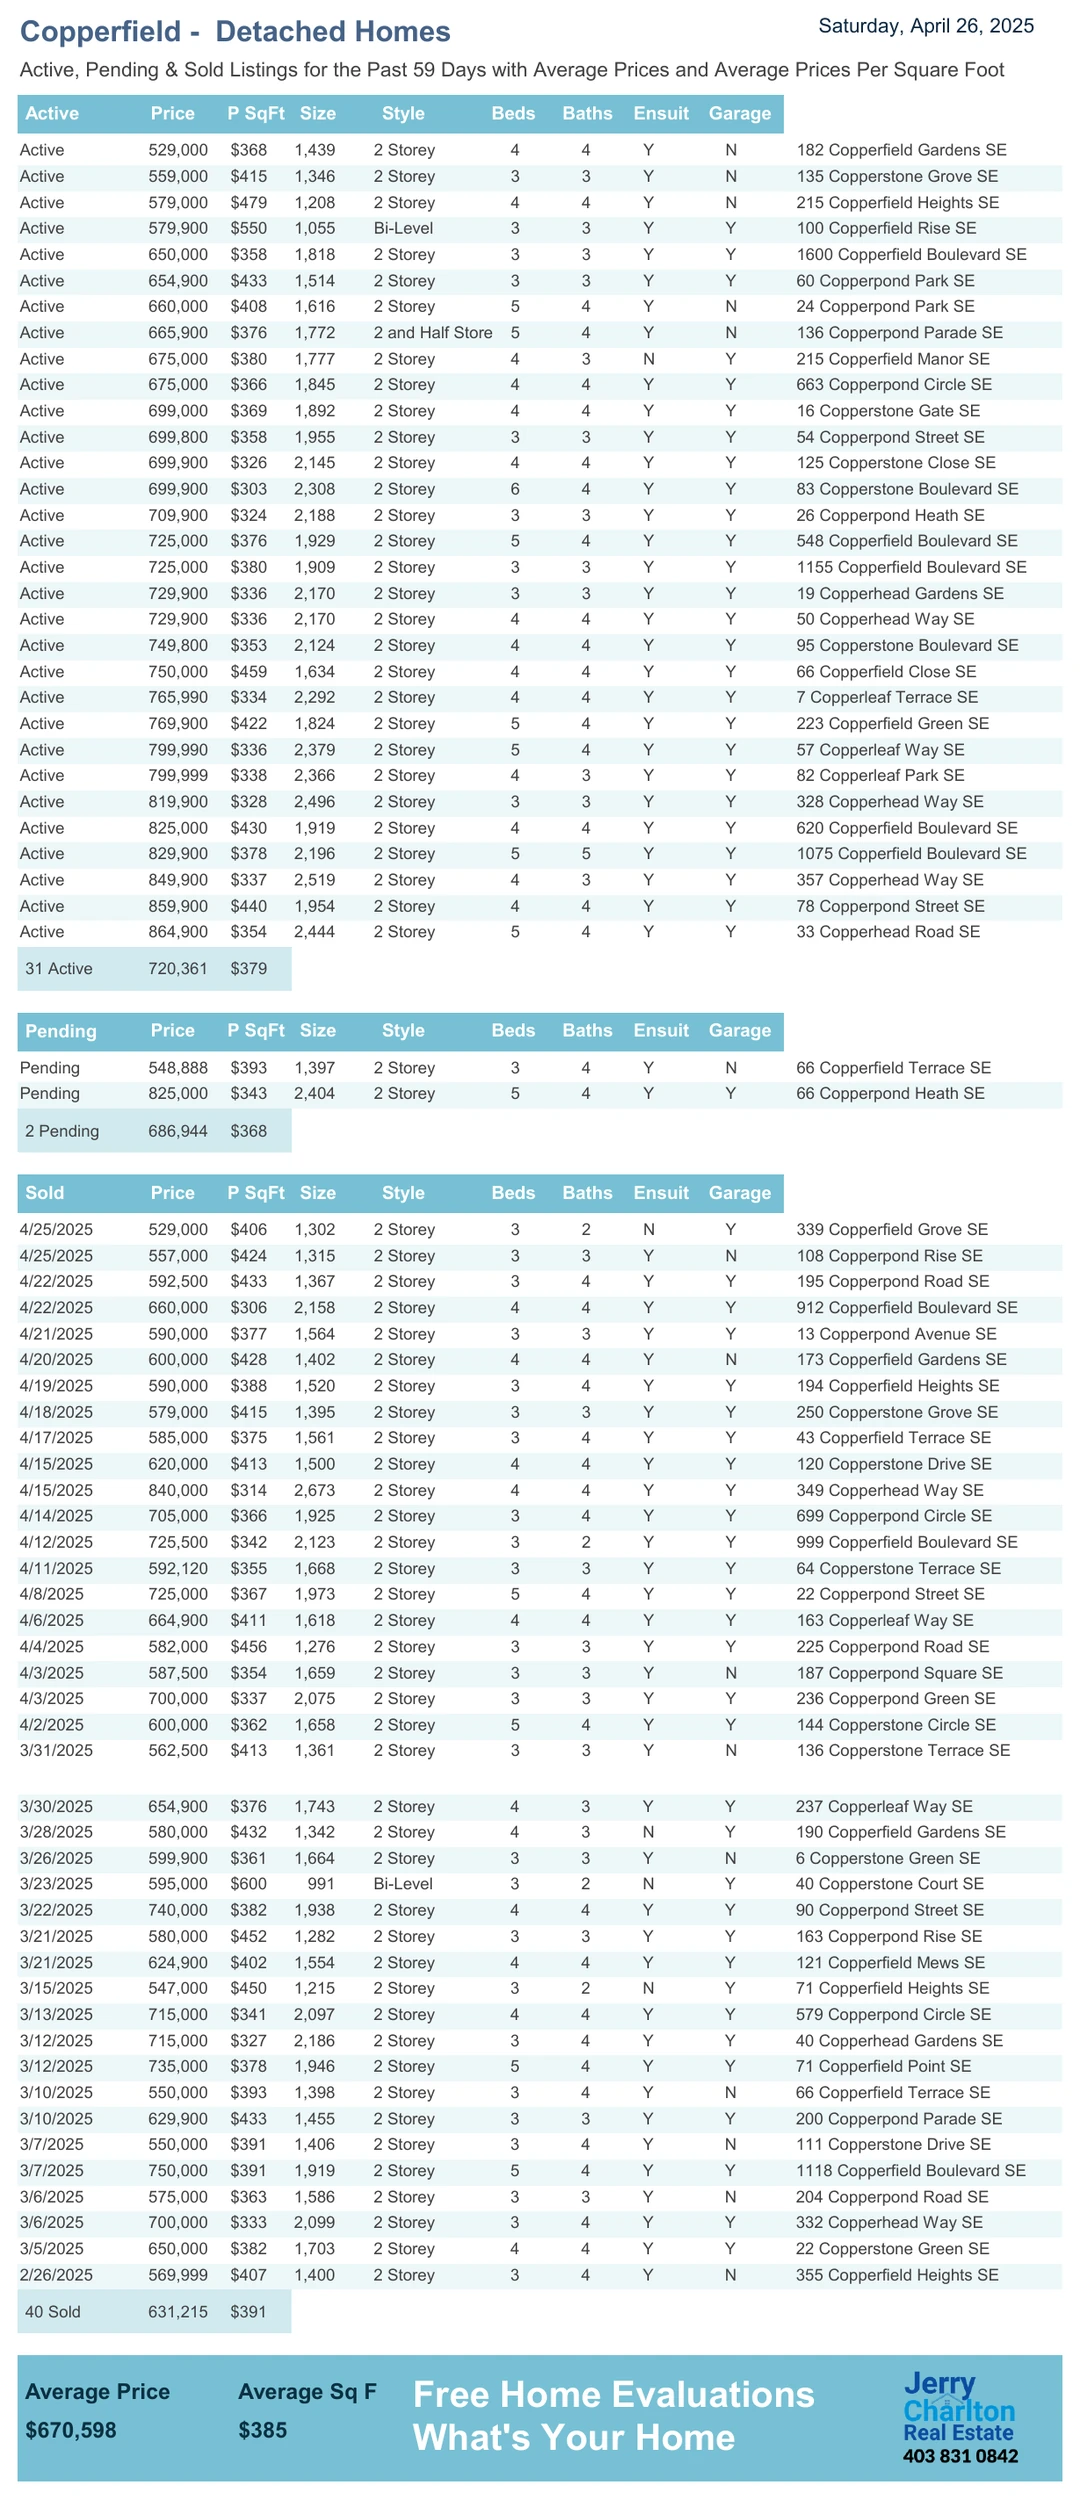 Copperfield - Detached Homes
Saturday, April 26, 2025
Active, Pending & Sold Listings for the Past 59 Days with Average Prices and Average Prices Per Square Foot
Active Price P SqFt Size Style Beds Baths Ensuit Garage
Active 529,000 $368 1,439 2 Storey 4 4 Y N 182 Copperfield Gardens SE
Active 559,000 $415 1,346 2 Storey 3 3 Y N 135 Copperstone Grove SE
Active 579,000 $479 1,208 2 Storey 4 4 Y N 215 Copperfield Heights SE
Active 579,900 $550 1,055 Bi-Level 3 3 Y Y 100 Copperfield Rise SE
Active 650,000 $358 1,818 2 Storey 3 3 Y Y 1600 Copperfield Boulevard SE
Active 654,900 $433 1,514 2 Storey 3 3 Y Y 60 Copperpond Park SE
Active 660,000 $408 1,616 2 Storey 5 4 Y N 24 Copperpond Park SE
Active 665,900 $376 1,772 2 and Half Store 5 4 Y N 136 Copperpond Parade SE
Active 675,000 $380 1,777 2 Storey 4 3 N Y 215 Copperfield Manor SE
Active 675,000 $366 1,845 2 Storey 4 4 Y Y 663 Copperpond Circle SE
Active 699,000 $369 1,892 2 Storey 4 4 Y Y 16 Copperstone Gate SE
Active 699,800 $358 1,955 2 Storey 3 3 Y Y 54 Copperpond Street SE
Active 699,900 $326 2,145 2 Storey 4 4 Y Y 125 Copperstone Close SE
Active 699,900 $303 2,308 2 Storey 6 4 Y Y 83 Copperstone Boulevard SE
Active 709,900 $324 2,188 2 Storey 3 3 Y Y 26 Copperpond Heath SE
Active 725,000 $376 1,929 2 Storey 5 4 Y Y 548 Copperfield Boulevard SE
Active 725,000 $380 1,909 2 Storey 3 3 Y Y 1155 Copperfield Boulevard SE
Active 729,900 $336 2,170 2 Storey 3 3 Y Y 19 Copperhead Gardens SE
Active 729,900 $336 2,170 2 Storey 4 4 Y Y 50 Copperhead Way SE
Active 749,800 $353 2,124 2 Storey 4 4 Y Y 95 Copperstone Boulevard SE
Active 750,000 $459 1,634 2 Storey 4 4 Y Y 66 Copperfield Close SE
Active 765,990 $334 2,292 2 Storey 4 4 Y Y 7 Copperleaf Terrace SE
Active 769,900 $422 1,824 2 Storey 5 4 Y Y 223 Copperfield Green SE
Active 799,990 $336 2,379 2 Storey 5 4 Y Y 57 Copperleaf Way SE
Active 799,999 $338 2,366 2 Storey 4 3 Y Y 82 Copperleaf Park SE
Active 819,900 $328 2,496 2 Storey 3 3 Y Y 328 Copperhead Way SE
Active 825,000 $430 1,919 2 Storey 4 4 Y Y 620 Copperfield Boulevard SE
Active 829,900 $378 2,196 2 Storey 5 5 Y Y 1075 Copperfield Boulevard SE
Active 849,900 $337 2,519 2 Storey 4 3 Y Y 357 Copperhead Way SE
Active 859,900 $440 1,954 2 Storey 4 4 Y Y 78 Copperpond Street SE
Active 864,900 $354 2,444 2 Storey 5 4 Y Y 33 Copperhead Road SE
31 Active 720,361 $379
Pending Price P SqFt Size Style Beds Baths Ensuit Garage
Pending 548,888 $393 1,397 2 Storey 3 4 Y N 66 Copperfield Terrace SE
Pending 825,000 $343 2,404 2 Storey 5 4 Y Y 66 Copperpond Heath SE
2 Pending 686,944 $368
Sold Price P SqFt Size Style Beds Baths Ensuit Garage
4/25/2025 529,000 $406 1,302 2 Storey 3 2 N Y 339 Copperfield Grove SE
4/25/2025 557,000 $424 1,315 2 Storey 3 3 Y N 108 Copperpond Rise SE
4/22/2025 592,500 $433 1,367 2 Storey 3 4 Y Y 195 Copperpond Road SE
4/22/2025 660,000 $306 2,158 2 Storey 4 4 Y Y 912 Copperfield Boulevard SE
4/21/2025 590,000 $377 1,564 2 Storey 3 3 Y Y 13 Copperpond Avenue SE
4/20/2025 600,000 $428 1,402 2 Storey 4 4 Y N 173 Copperfield Gardens SE
4/19/2025 590,000 $388 1,520 2 Storey 3 4 Y Y 194 Copperfield Heights SE
4/18/2025 579,000 $415 1,395 2 Storey 3 3 Y Y 250 Copperstone Grove SE
4/17/2025 585,000 $375 1,561 2 Storey 3 4 Y Y 43 Copperfield Terrace SE
4/15/2025 620,000 $413 1,500 2 Storey 4 4 Y Y 120 Copperstone Drive SE
4/15/2025 840,000 $314 2,673 2 Storey 4 4 Y Y 349 Copperhead Way SE
4/14/2025 705,000 $366 1,925 2 Storey 3 4 Y Y 699 Copperpond Circle SE
4/12/2025 725,500 $342 2,123 2 Storey 3 2 Y Y 999 Copperfield Boulevard SE
4/11/2025 592,120 $355 1,668 2 Storey 3 3 Y Y 64 Copperstone Terrace SE
4/8/2025 725,000 $367 1,973 2 Storey 5 4 Y Y 22 Copperpond Street SE
4/6/2025 664,900 $411 1,618 2 Storey 4 4 Y Y 163 Copperleaf Way SE
4/4/2025 582,000 $456 1,276 2 Storey 3 3 Y Y 225 Copperpond Road SE
4/3/2025 587,500 $354 1,659 2 Storey 3 3 Y N 187 Copperpond Square SE
4/3/2025 700,000 $337 2,075 2 Storey 3 3 Y Y 236 Copperpond Green SE
4/2/2025 600,000 $362 1,658 2 Storey 5 4 Y Y 144 Copperstone Circle SE
3/31/2025 562,500 $413 1,361 2 Storey 3 3 Y N 136 Copperstone Terrace SE
3/30/2025 654,900 $376 1,743 2 Storey 4 3 Y Y 237 Copperleaf Way SE
3/28/2025 580,000 $432 1,342 2 Storey 4 3 N Y 190 Copperfield Gardens SE
3/26/2025 599,900 $361 1,664 2 Storey 3 3 Y N 6 Copperstone Green SE
3/23/2025 595,000 $600 991 Bi-Level 3 2 N Y 40 Copperstone Court SE
3/22/2025 740,000 $382 1,938 2 Storey 4 4 Y Y 90 Copperpond Street SE
3/21/2025 580,000 $452 1,282 2 Storey 3 3 Y Y 163 Copperpond Rise SE
3/21/2025 624,900 $402 1,554 2 Storey 4 4 Y Y 121 Copperfield Mews SE
3/15/2025 547,000 $450 1,215 2 Storey 3 2 N Y 71 Copperfield Heights SE
3/13/2025 715,000 $341 2,097 2 Storey 4 4 Y Y 579 Copperpond Circle SE
3/12/2025 715,000 $327 2,186 2 Storey 3 4 Y Y 40 Copperhead Gardens SE
3/12/2025 735,000 $378 1,946 2 Storey 5 4 Y Y 71 Copperfield Point SE
3/10/2025 550,000 $393 1,398 2 Storey 3 4 Y N 66 Copperfield Terrace SE
3/10/2025 629,900 $433 1,455 2 Storey 3 3 Y Y 200 Copperpond Parade SE
3/7/2025 550,000 $391 1,406 2 Storey 3 4 Y N 111 Copperstone Drive SE
3/7/2025 750,000 $391 1,919 2 Storey 5 4 Y Y 1118 Copperfield Boulevard SE
3/6/2025 575,000 $363 1,586 2 Storey 3 3 Y N 204 Copperpond Road SE
3/6/2025 700,000 $333 2,099 2 Storey 3 4 Y Y 332 Copperhead Way SE
3/5/2025 650,000 $382 1,703 2 Storey 4 4 Y Y 22 Copperstone Green SE
2/26/2025 569,999 $407 1,400 2 Storey 3 4 Y N 355 Copperfield Heights SE
40 Sold 631,215 $391
Average Price Average Sq F
$670,598 $385
Free Home Evaluations
What's Your Home
Jerry
Charlton
Real Estate
403 831 0842